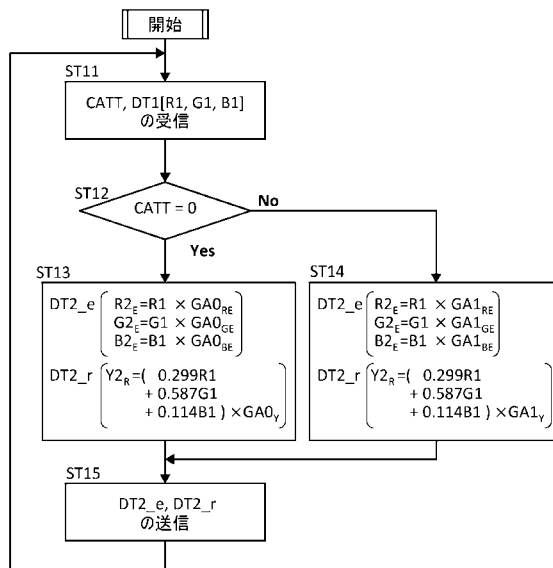 開始
ST11
CATT, DT1[R1, G1, B1]
の受信
ST12
CATT = 0
No
Yes
ST13
DT2_e
R2E=R1 × GA0RE
G2E=G1 × GA0GE
B2E=B1 × GA0BE
DT2_r
Y2R=( 0.299R1
+ 0.587G1
+ 0.114B1 ) ×GA0Y
ST14
DT2_e
R2E=R1 × GA1RE
G2E=G1 × GA1GE
B2E=B1 × GA1BE
DT2_r
Y2R=( 0.299R1
+ 0.587G1
+ 0.114B1 ) ×GA1Y
ST15
DT2_e, DT2_r
の送信